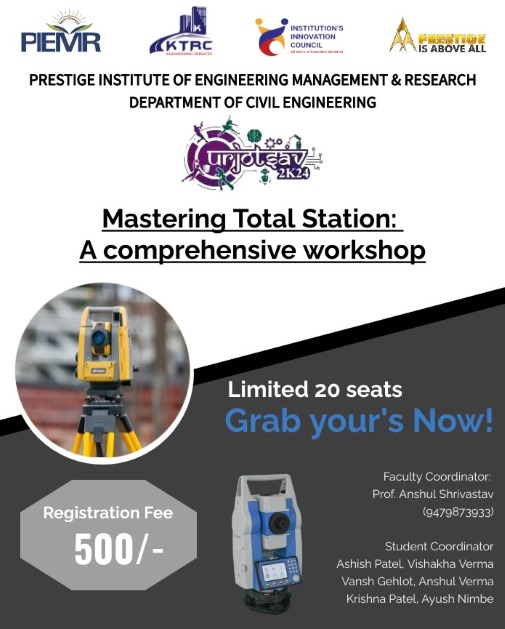 PIEMR
KTRC
ENGINEERING SERVICES
INSTITUTION'S
INNOVATION
COUNCIL
PRESTIGE
IS ABOVE ALL
PRESTIGE INSTITUTE OF ENGINEERING MANAGEMENT & RESEARCH
DEPARTMENT OF CIVIL ENGINEERING
urjotsav
2K24
Mastering Total Station:
A comprehensive workshop
Limited 20 seats
Grab your's Now!
Faculty Coordinator:
Prof. Anshul Shrivastav
(9479873933)
Registration Fee
500/-
Student Coordinator
Ashish Patel, Vishakha Verma
Vansh Gehlot, Anshul Verma
Krishna Patel, Ayush Nimbe